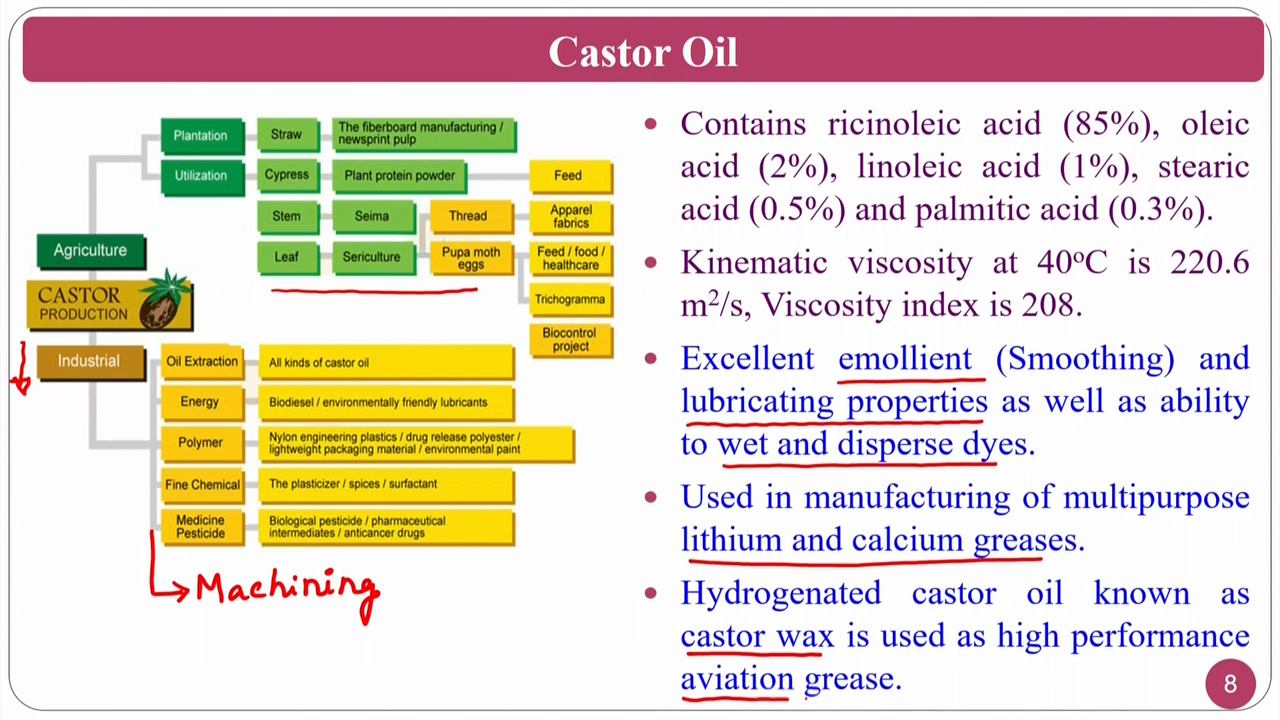 Castor Oil
Plantation
Straw
The fiberboard manufacturing /
newsprint pulp
Utilization
Cypress
Plant protein powder
Feed
Stem
Seima
Thread
Apparel
fabrics
Leaf
Sericulture
Pupa moth
eggs
Feed / food /
healthcare
Trichogramma
Biocontrol
project
Agriculture
CASTOR
PRODUCTION
Industrial
Oil Extraction
All kinds of castor oil
Energy
Biodiesel / environmentally friendly lubricants
Polymer
Nylon engineering plastics / drug release polyester /
lightweight packaging material / environmental paint
Fine Chemical
The plasticizer / spices / surfactant
Medicine
Pesticide
Biological pesticide / pharmaceutical
intermediates / anticancer drugs
Machining
• Contains ricinoleic acid (85%), oleic
acid (2%), linoleic acid (1%), stearic
acid (0.5%) and palmitic acid (0.3%).
• Kinematic viscosity at 40ºC is 220.6
m²/s, Viscosity index is 208.
• Excellent emollient (Smoothing) and
lubricating properties as well as ability
to wet and disperse dyes.
• Used in manufacturing of multipurpose
lithium and calcium greases.
• Hydrogenated castor oil known as
castor wax is used as high performance
aviation grease.
8